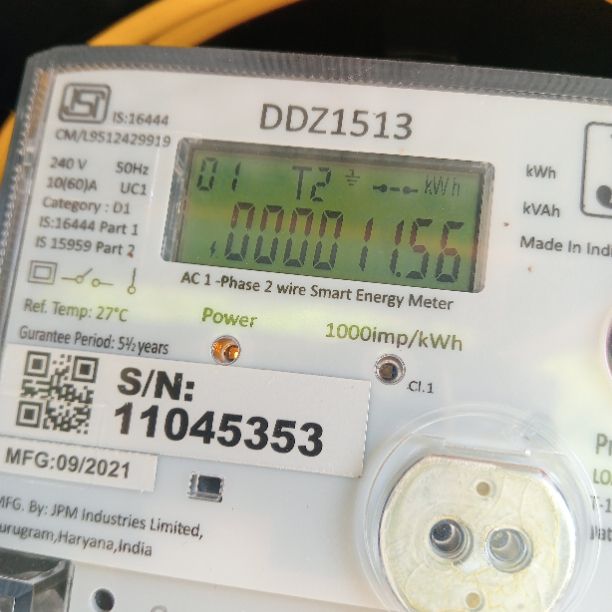 ISI IS:16444
CM/L9512429919
DDZ1513
240 V 50Hz
10(60)A UC1
Category : D1
IS:16444 Part 1
IS 15959 Part 2
01 T2 kWh
0000011.56
kWh
kVAh
Made In Indi
AC 1 -Phase 2 wire Smart Energy Meter
Ref. Temp: 27°C
Gurantee Period: 5½ years
Power
1000imp/kWh
Cl.1
S/N:
11045353
MFG:09/2021
MFG. By: JPM Industries Limited,
urugram,Haryana,India